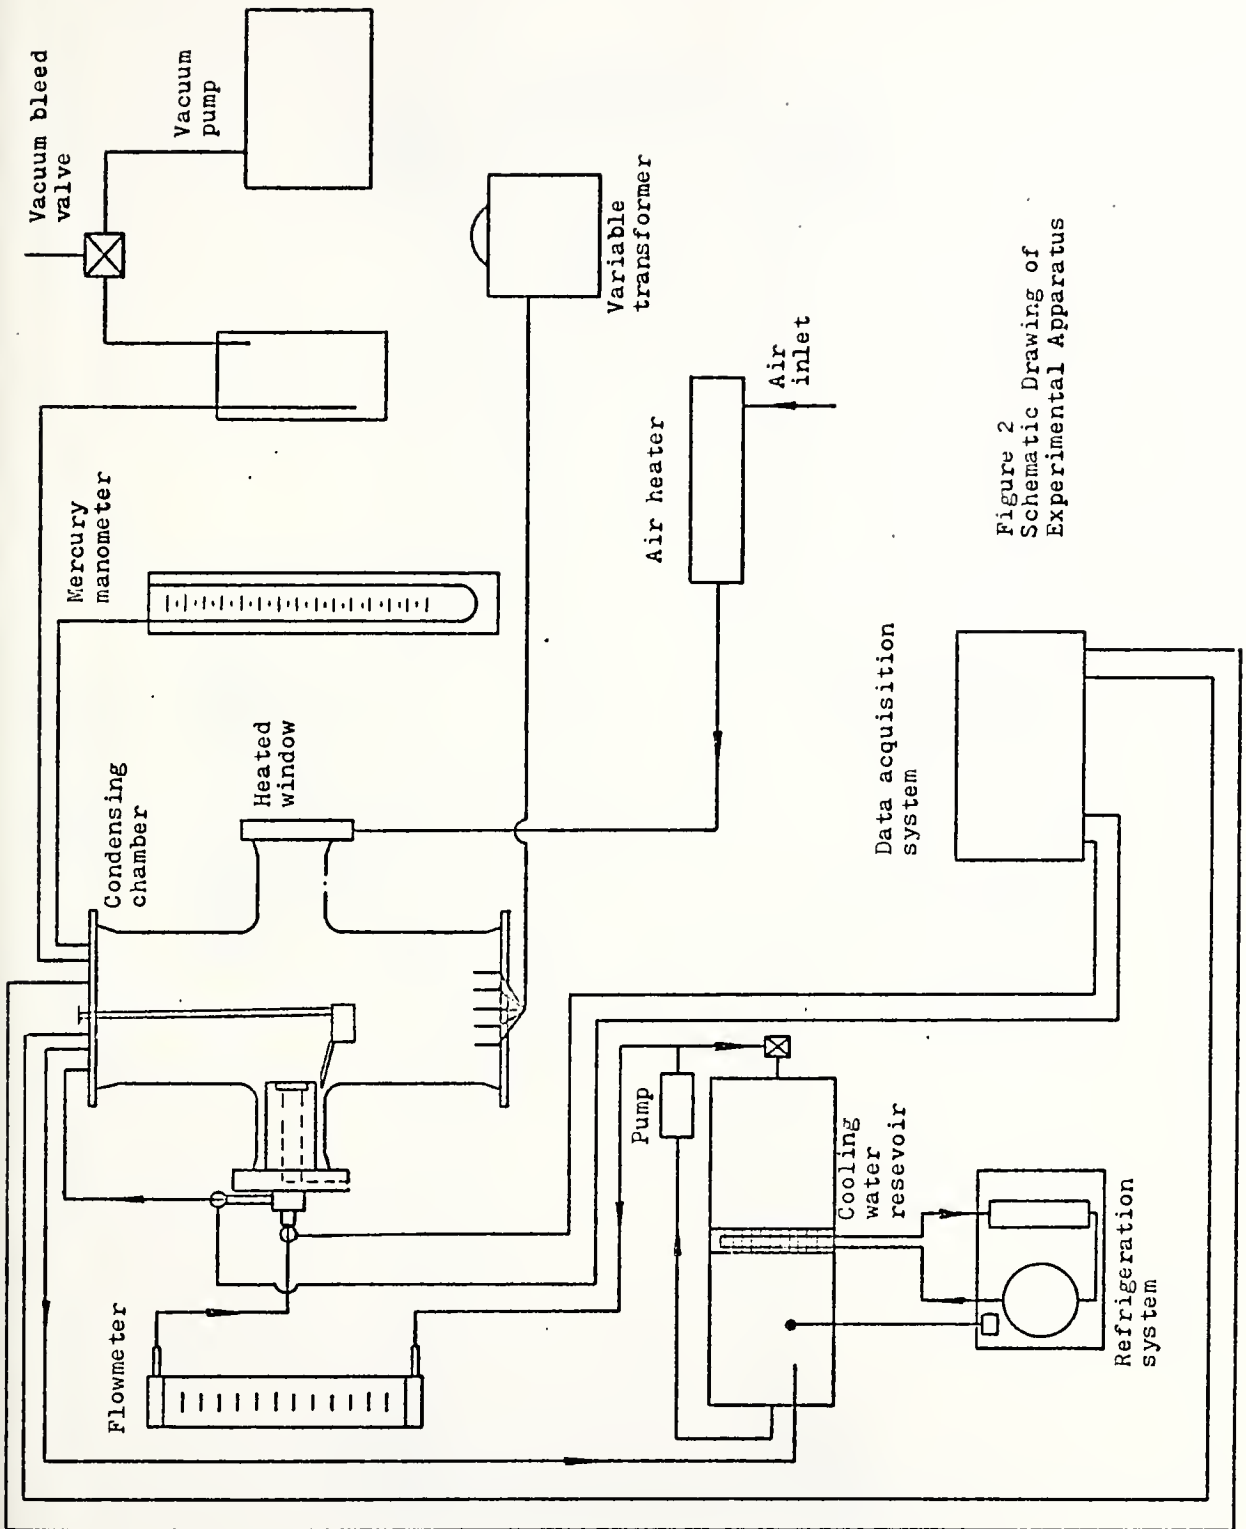 Vacuum bleed
valve
Vacuum
pump
Mercury
manometer
Variable
transformer
Condensing
chamber
Heated
window
Air heater
Air
inlet
Flowmeter
Pump
Cooling
water
resevoir
Data acquisition
system
Refrigeration
system
Figure 2
Schematic Drawing of
Experimental Apparatus